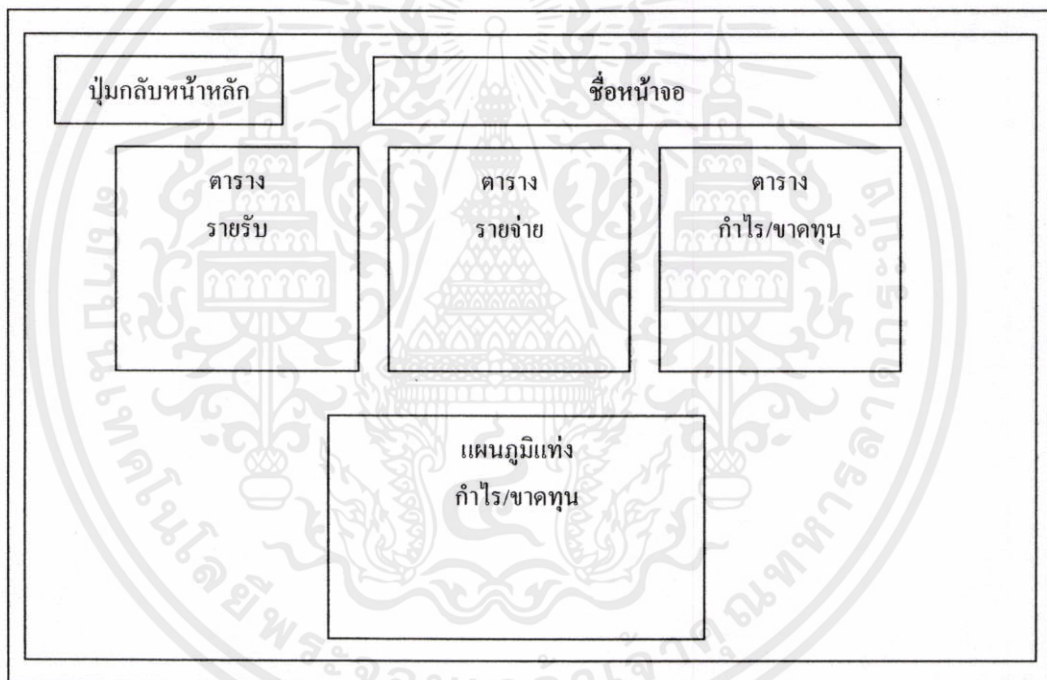 ปุ่มกลับหน้าหลัก
ชื่อหน้าจอ
ตาราง
รายรับ
ตาราง
รายจ่าย
ตาราง
กำไร/ขาดทุน
แผนภูมิแท่ง
กำไร/ขาดทุน